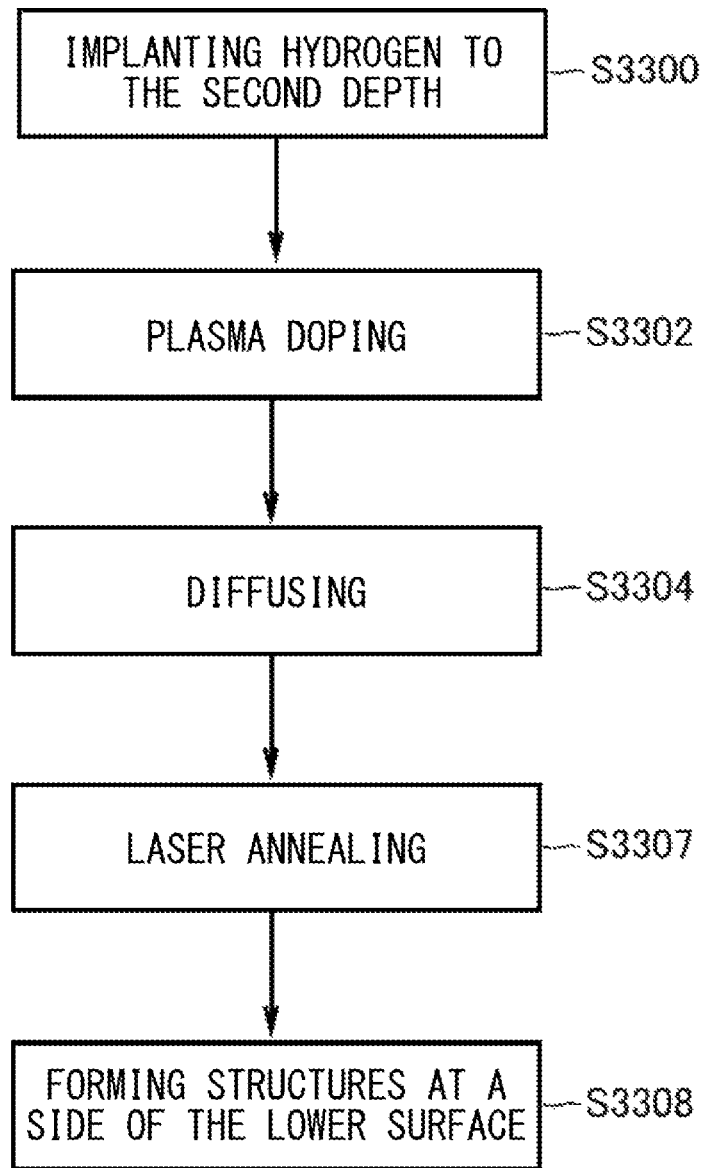 IMPLANTING HYDROGEN TO
THE SECOND DEPTH
S3300
PLASMA DOPING
S3302
DIFFUSING
S3304
LASER ANNEALING
S3307
FORMING STRUCTURES AT A
SIDE OF THE LOWER SURFACE
S3308